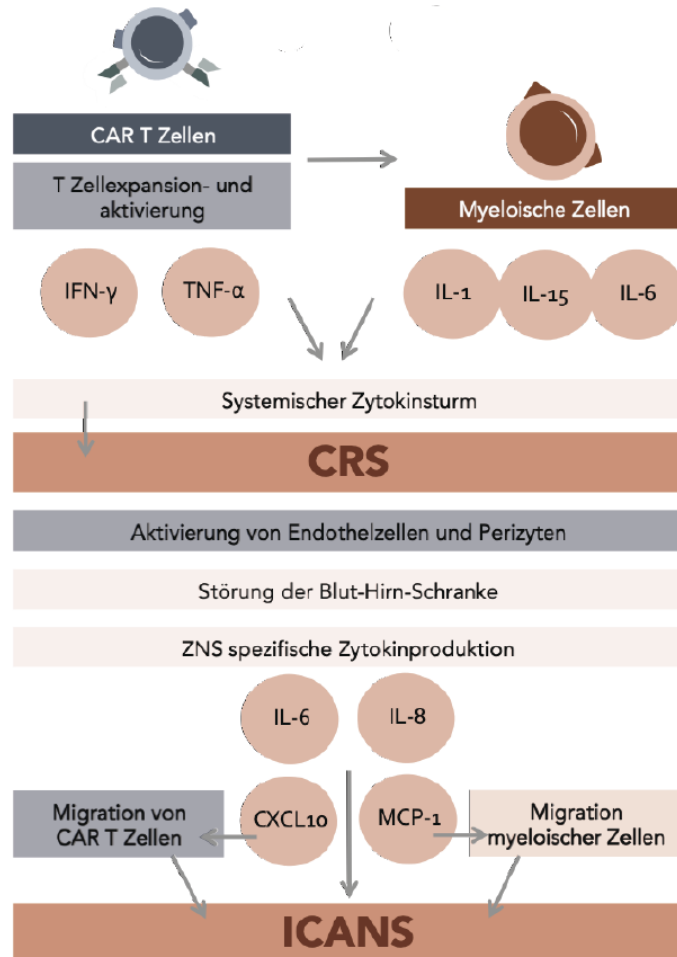 CAR T Zellen
T Zellexpansion- und
aktivierung
Myeloische Zellen
IFN-γ
TNF-α
IL-1
IL-15
IL-6
Systemischer Zytokinsturm
CRS
Aktivierung von Endothelzellen und Perizyten
Störung der Blut-Hirn-Schranke
ZNS spezifische Zytokinproduktion
IL-6
IL-8
Migration von
CAR T Zellen
CXCL10
MCP-1
Migration
myeloischer Zellen
ICANS